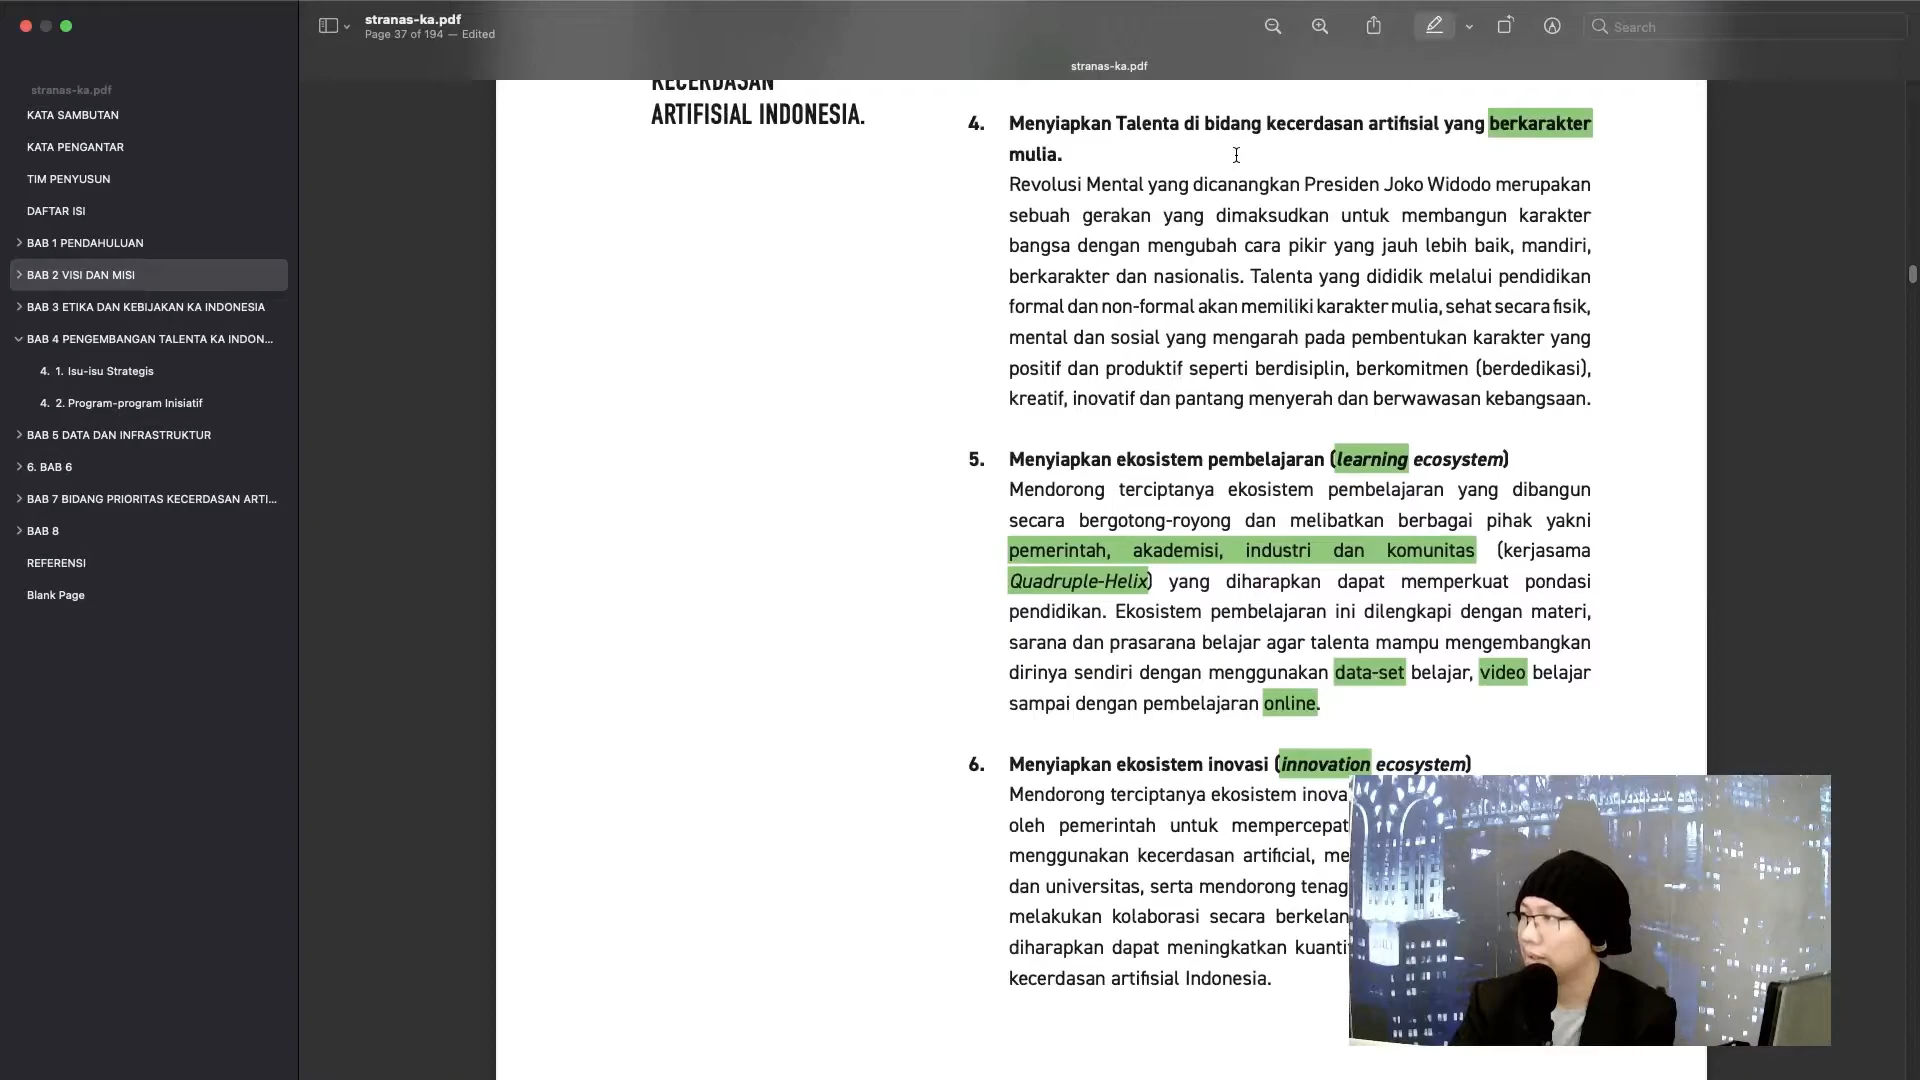 stranas-ka.pdf
Page 37 of 194 — Edited
Search
stranas-ka.pdf
stranas-ka.pdf
KATA SAMBUTAN
KATA PENGANTAR
TIM PENYUSUN
DAFTAR ISI
BAB 1 PENDAHULUAN
BAB 2 VISI DAN MISI
BAB 3 ETIKA DAN KEBIJAKAN KA INDONESIA
BAB 4 PENGEMBANGAN TALENTA KA INDON...
4. 1. Isu-isu Strategis
4. 2. Program-program Inisiatif
BAB 5 DATA DAN INFRASTRUKTUR
6. BAB 6
BAB 7 BIDANG PRIORITAS KECERDASAN ARTI...
BAB 8
REFERENSI
Blank Page
KECERDASAN
ARTIFISIAL INDONESIA.
4. Menyiapkan Talenta di bidang kecerdasan artifisial yang berkarakter
mulia.
Revolusi Mental yang dicanangkan Presiden Joko Widodo merupakan
sebuah gerakan yang dimaksudkan untuk membangun karakter
bangsa dengan mengubah cara pikir yang jauh lebih baik, mandiri,
berkarakter dan nasionalis. Talenta yang dididik melalui pendidikan
formal dan non-formal akan memiliki karakter mulia, sehat secara fisik,
mental dan sosial yang mengarah pada pembentukan karakter yang
positif dan produktif seperti berdisiplin, berkomitmen (berdedikasi),
kreatif, inovatif dan pantang menyerah dan berwawasan kebangsaan.
5. Menyiapkan ekosistem pembelajaran (learning ecosystem)
Mendorong terciptanya ekosistem pembelajaran yang dibangun
secara bergotong-royong dan melibatkan berbagai pihak yakni
pemerintah, akademisi, industri dan komunitas (kerjasama
Quadruple-Helix) yang diharapkan dapat memperkuat pondasi
pendidikan. Ekosistem pembelajaran ini dilengkapi dengan materi,
sarana dan prasarana belajar agar talenta mampu mengembangkan
dirinya sendiri dengan menggunakan data-set belajar, video belajar
sampai dengan pembelajaran online.
6. Menyiapkan ekosistem inovasi (innovation ecosystem)
Mendorong terciptanya ekosistem inova
oleh pemerintah untuk mempercepat
menggunakan kecerdasan artificial, me
dan universitas, serta mendorong tenag
melakukan kolaborasi secara berkelan
diharapkan dapat meningkatkan kuanti
kecerdasan artifisial Indonesia.